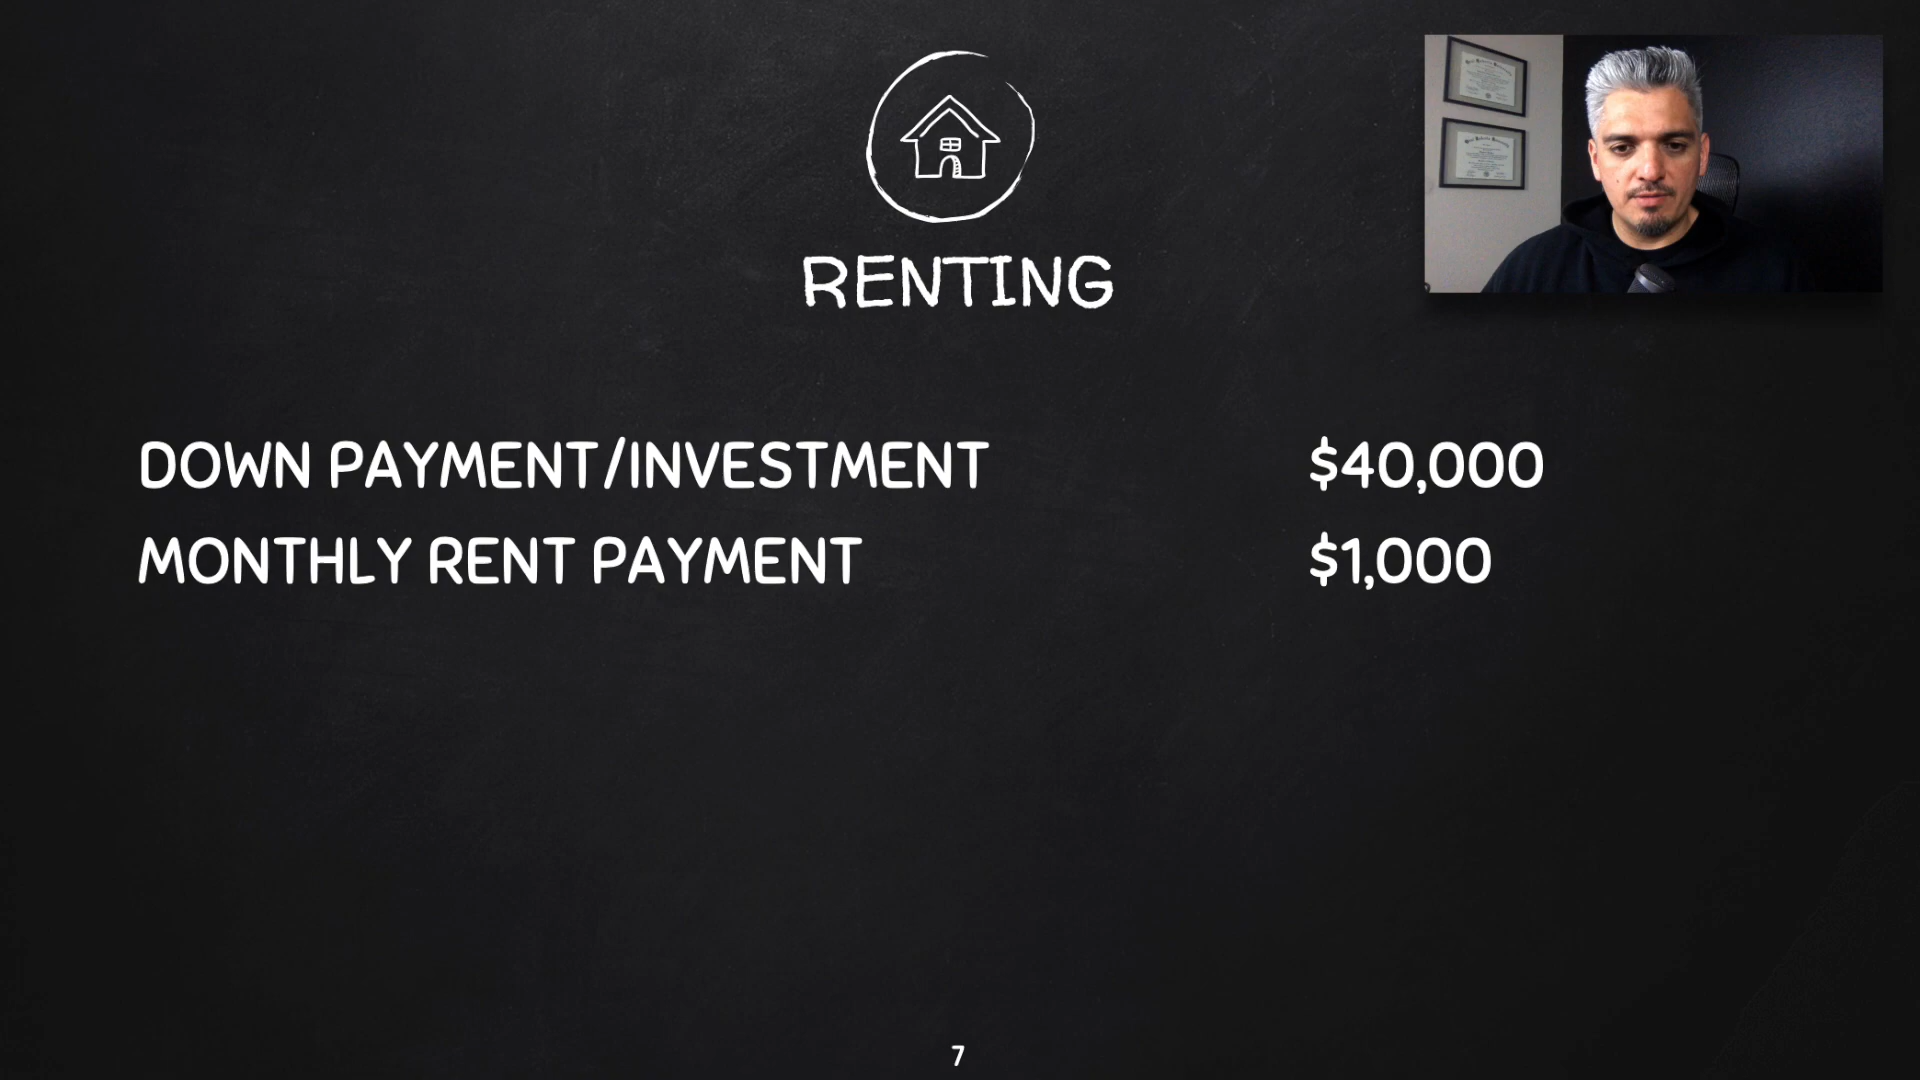 RENTING
DOWN PAYMENT/INVESTMENT $40,000
MONTHLY RENT PAYMENT $1,000
7